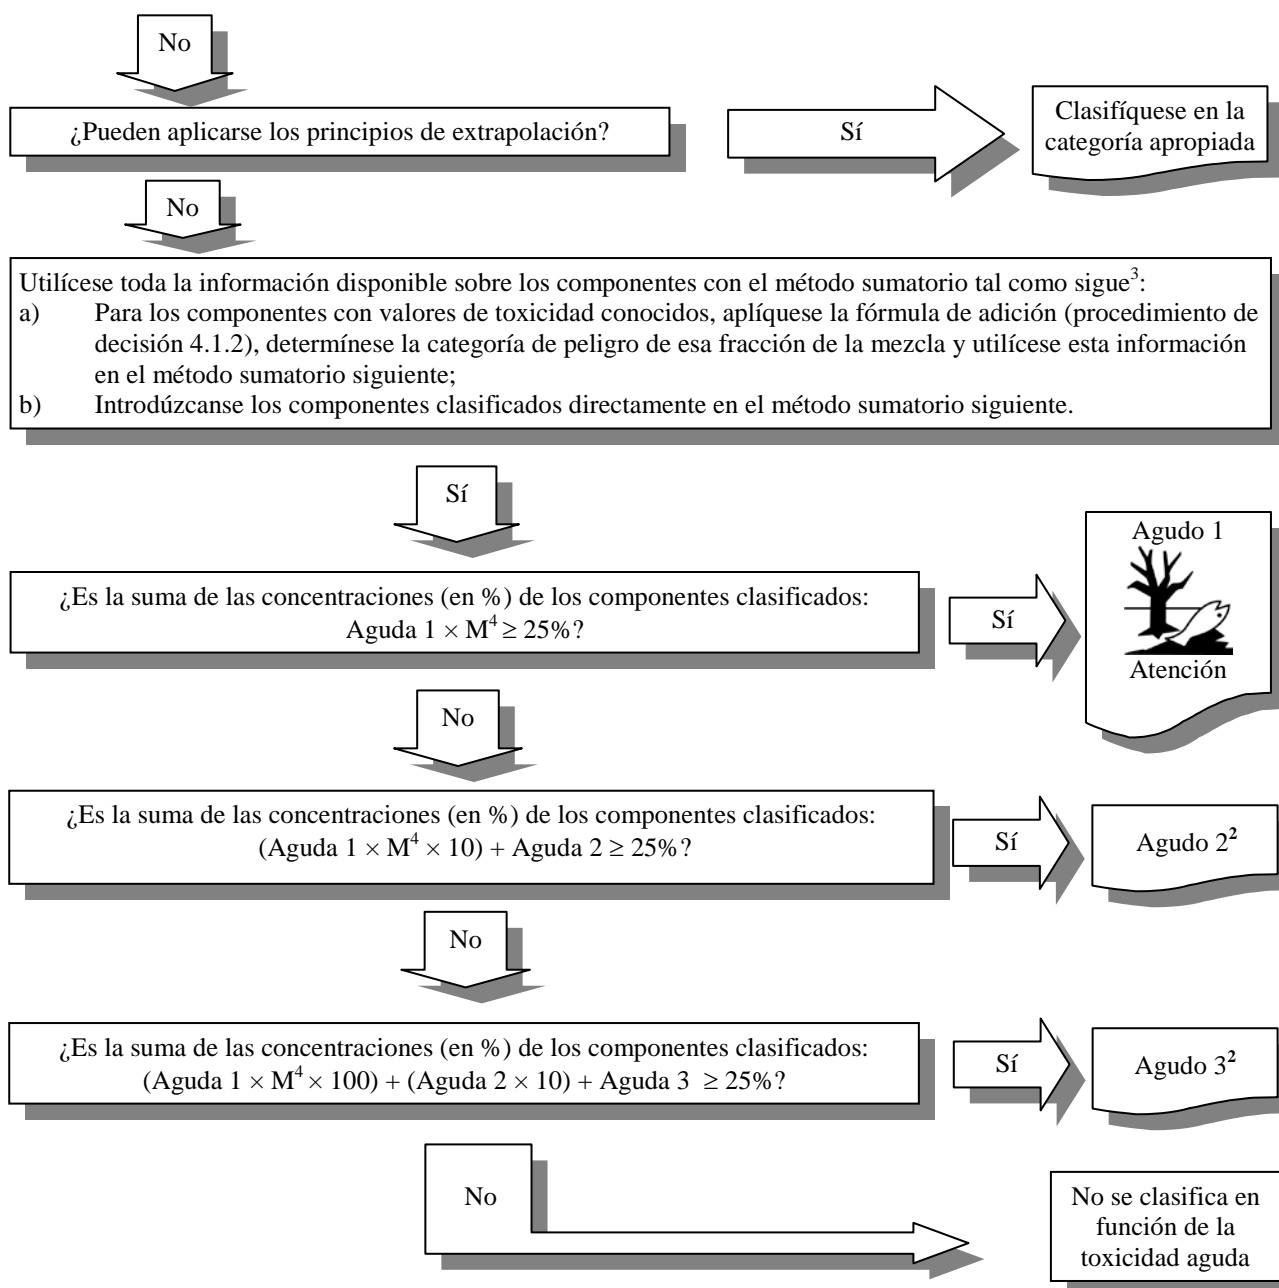 No
¿Pueden aplicarse los principios de extrapolación?
Sí
Clasifíquese en la
categoría apropiada
No
Utilícese toda la información disponible sobre los componentes con el método sumatorio tal como sigue³:
a) Para los componentes con valores de toxicidad conocidos, aplíquese la fórmula de adición (procedimiento de
decisión 4.1.2), determínese la categoría de peligro de esa fracción de la mezcla y utilícese esta información
en el método sumatorio siguiente;
b) Introdúzcanse los componentes clasificados directamente en el método sumatorio siguiente.
Sí
¿Es la suma de las concentraciones (en %) de los componentes clasificados:
Aguda 1 × M⁴ ≥ 25%?
Sí
Agudo 1
Atención
No
¿Es la suma de las concentraciones (en %) de los componentes clasificados:
(Aguda 1 × M⁴ × 10) + Aguda 2 ≥ 25%?
Sí
Agudo 2²
No
¿Es la suma de las concentraciones (en %) de los componentes clasificados:
(Aguda 1 × M⁴ × 100) + (Aguda 2 × 10) + Aguda 3 ≥ 25%?
Sí
Agudo 3²
No
No se clasifica en
función de la
toxicidad aguda